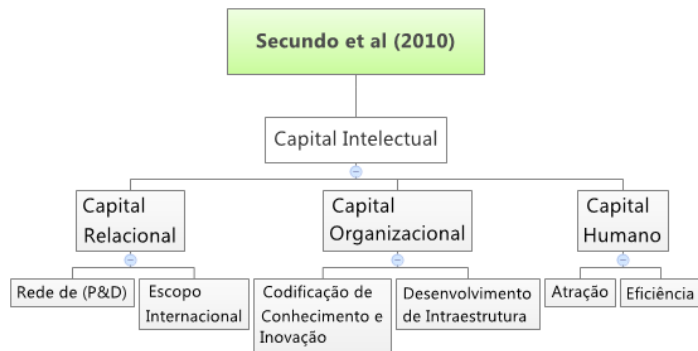 Secundo et al (2010)
Capital Intelectual
Capital
Relacional
Capital
Organizacional
Capital
Humano
Rede de (P&D)
Escopo
Internacional
Codificação de
Conhecimento e
Inovação
Desenvolvimento
de Intraestrutura
Atração
Eficiência